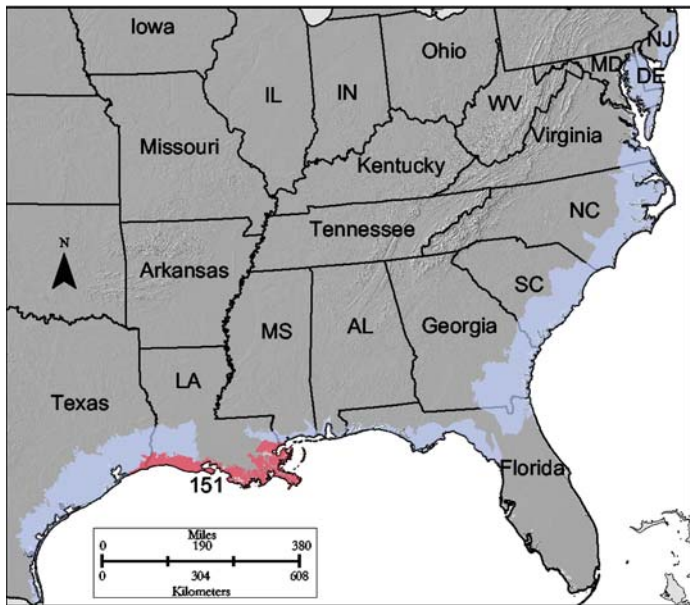 Iowa
NJ
Ohio
MD
DE
IL
IN
WV
Virginia
Missouri
Kentucky
NC
Tennessee
N
Arkansas
SC
MS
AL
Georgia
LA
Texas
Florida
151
Miles
0 190 380
0 304 608
Kilometers